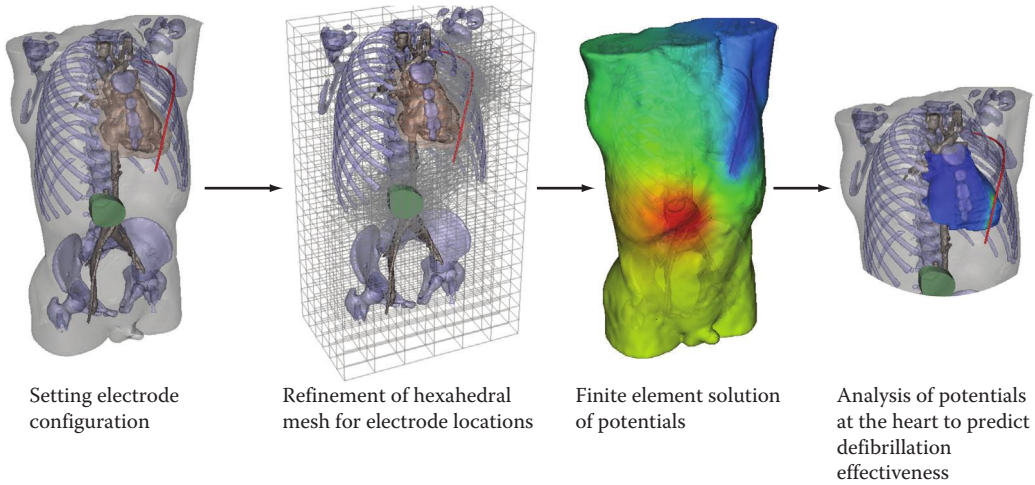 Setting electrode
configuration
Refinement of hexahedral
mesh for electrode locations
Finite element solution
of potentials
Analysis of potentials
at the heart to predict
defibrillation
effectiveness